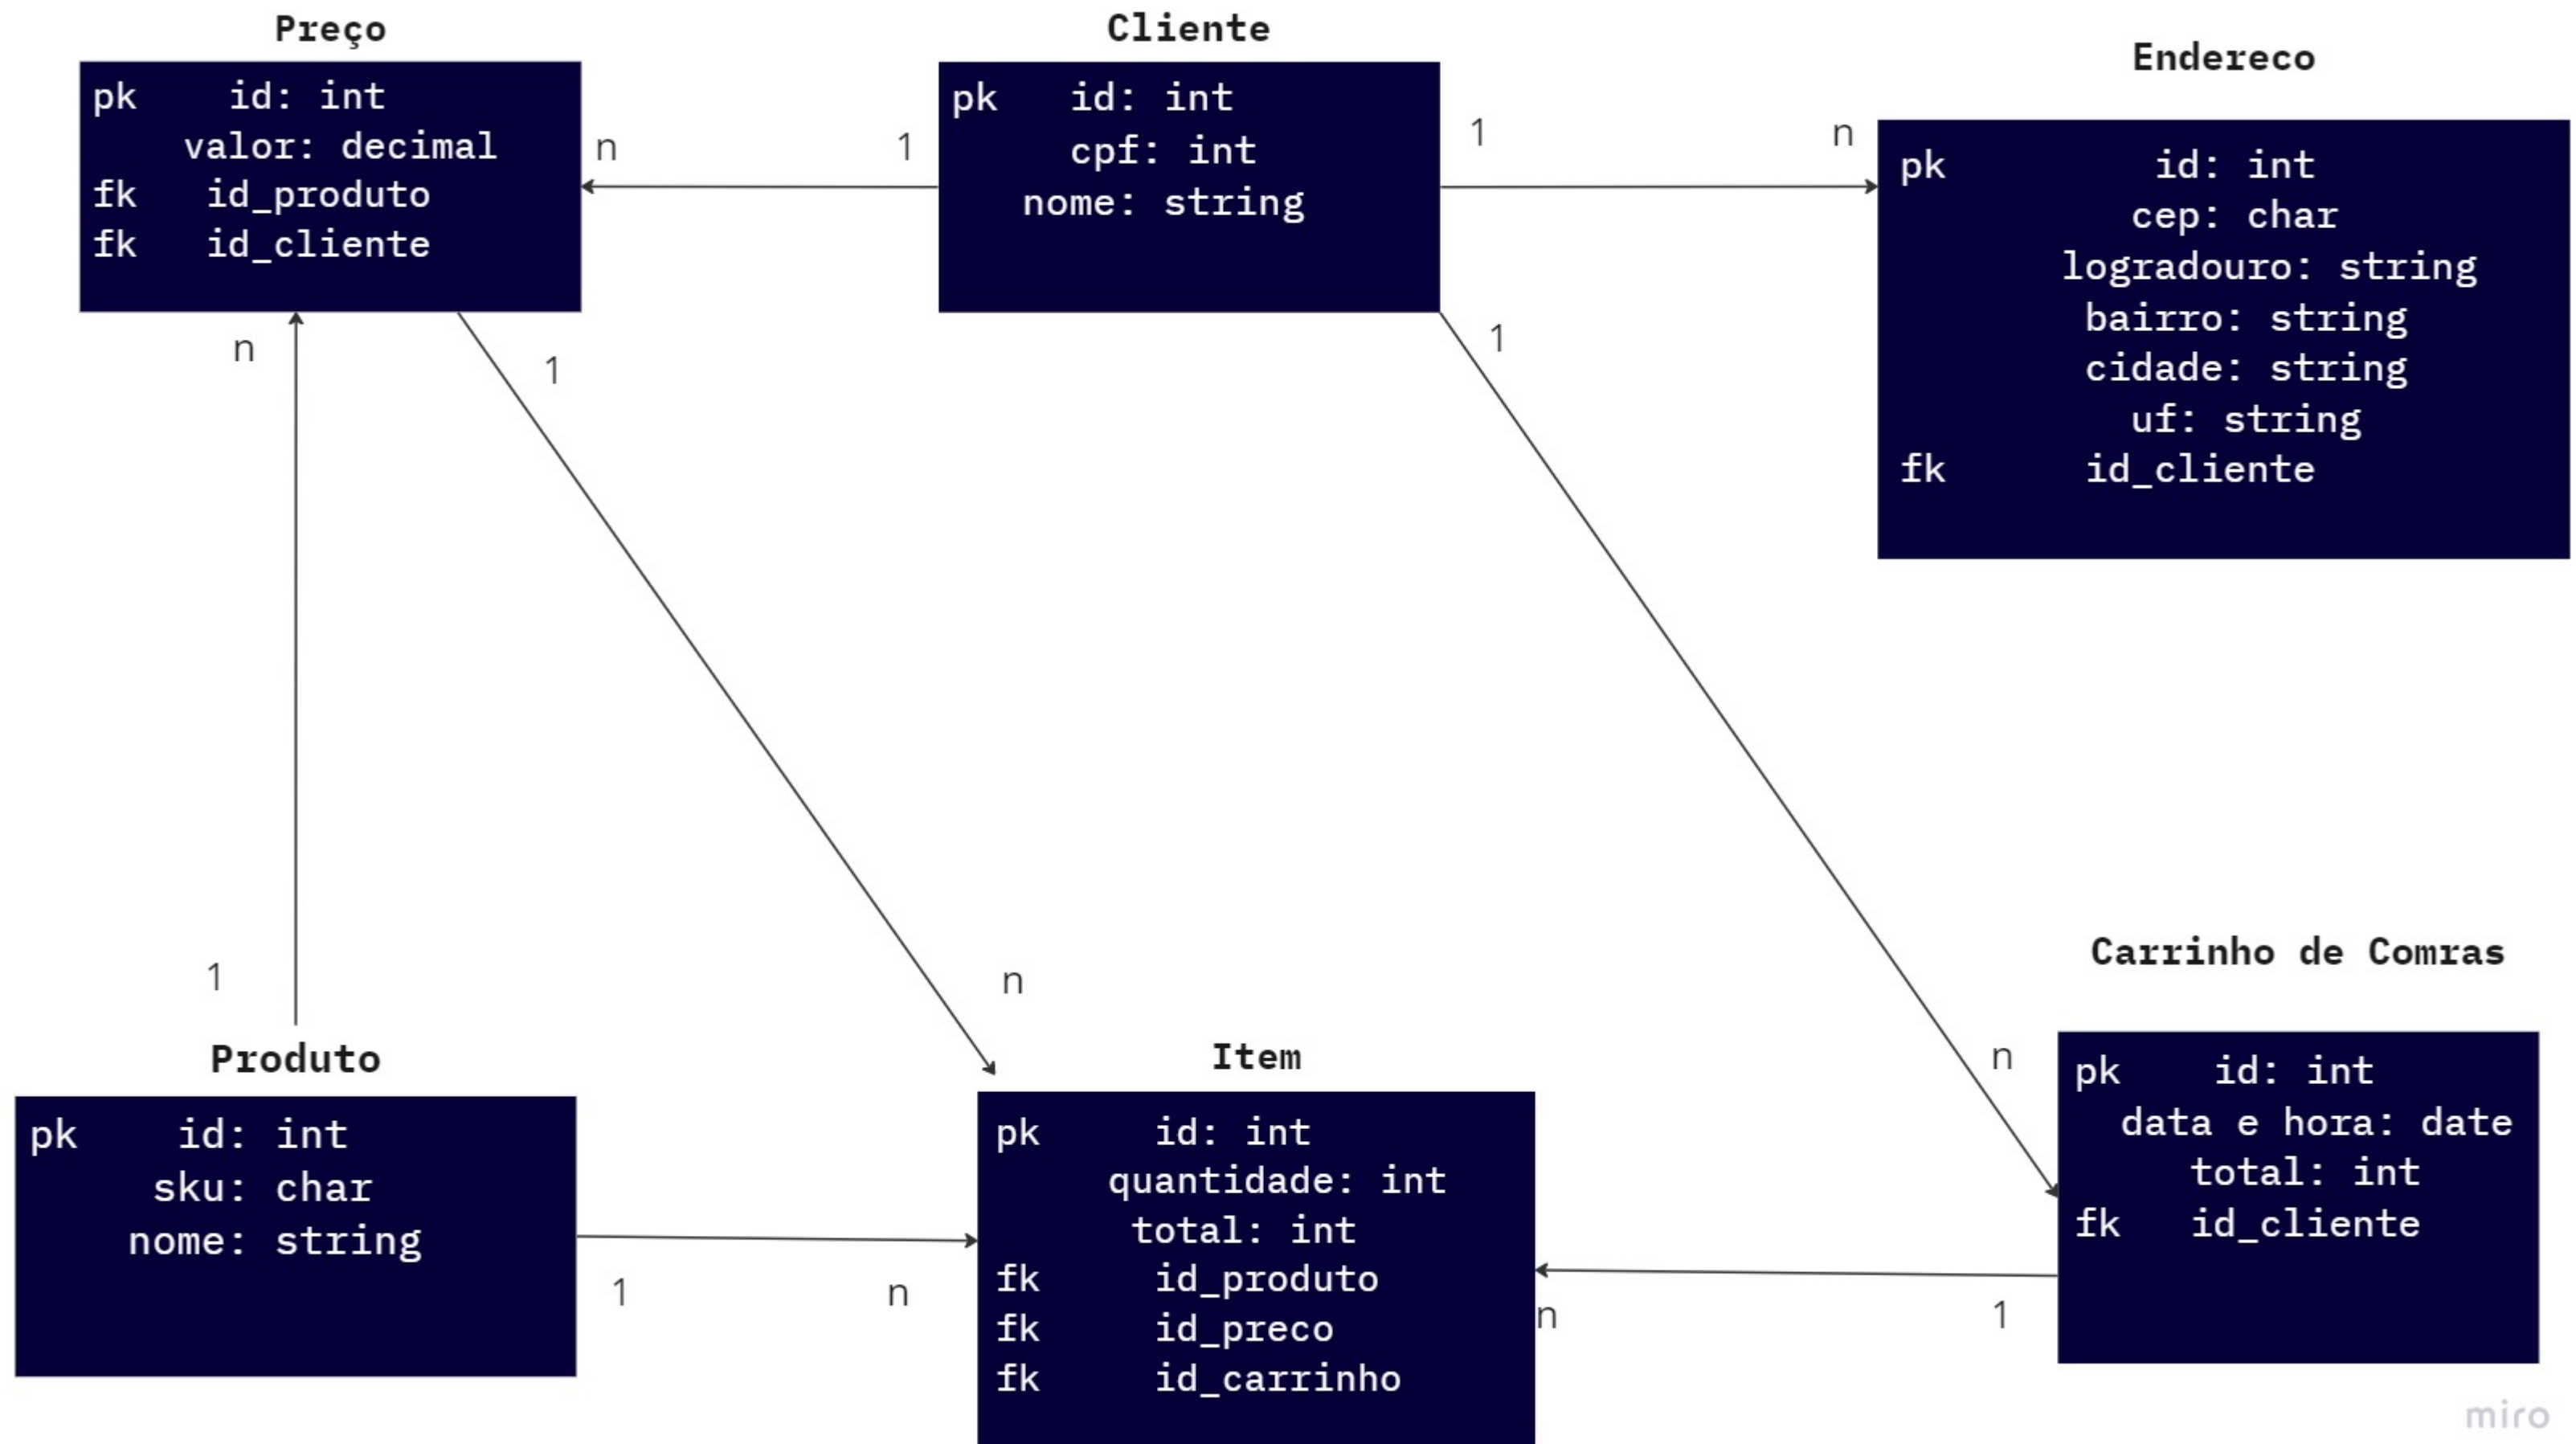 Preço
pk id: int
valor: decimal
fk id_produto
fk id_cliente
n
1
Cliente
pk id: int
cpf: int
nome: string
1
n
Endereco
pk id: int
cep: char
logradouro: string
bairro: string
cidade: string
uf: string
fk id_cliente
n
1
1
1
n
n
Produto
pk id: int
sku: char
nome: string
1
n
Item
pk id: int
quantidade: int
total: int
fk id_produto
fk id_preco
fk id_carrinho
n
1
Carrinho de Comras
pk id: int
data e hora: date
total: int
fk id_cliente
miro